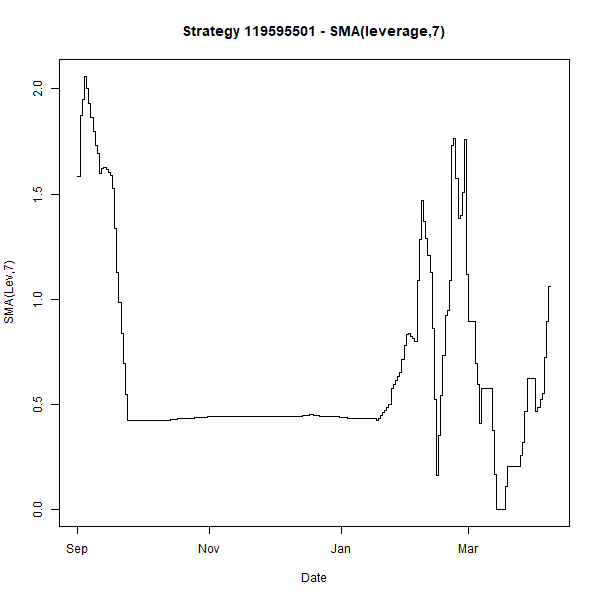 Strategy 119595501 - SMA(leverage,7)
SMA(Lev,7)
2.0
1.5
1.0
0.5
0.0
Sep Nov Jan Mar
Date